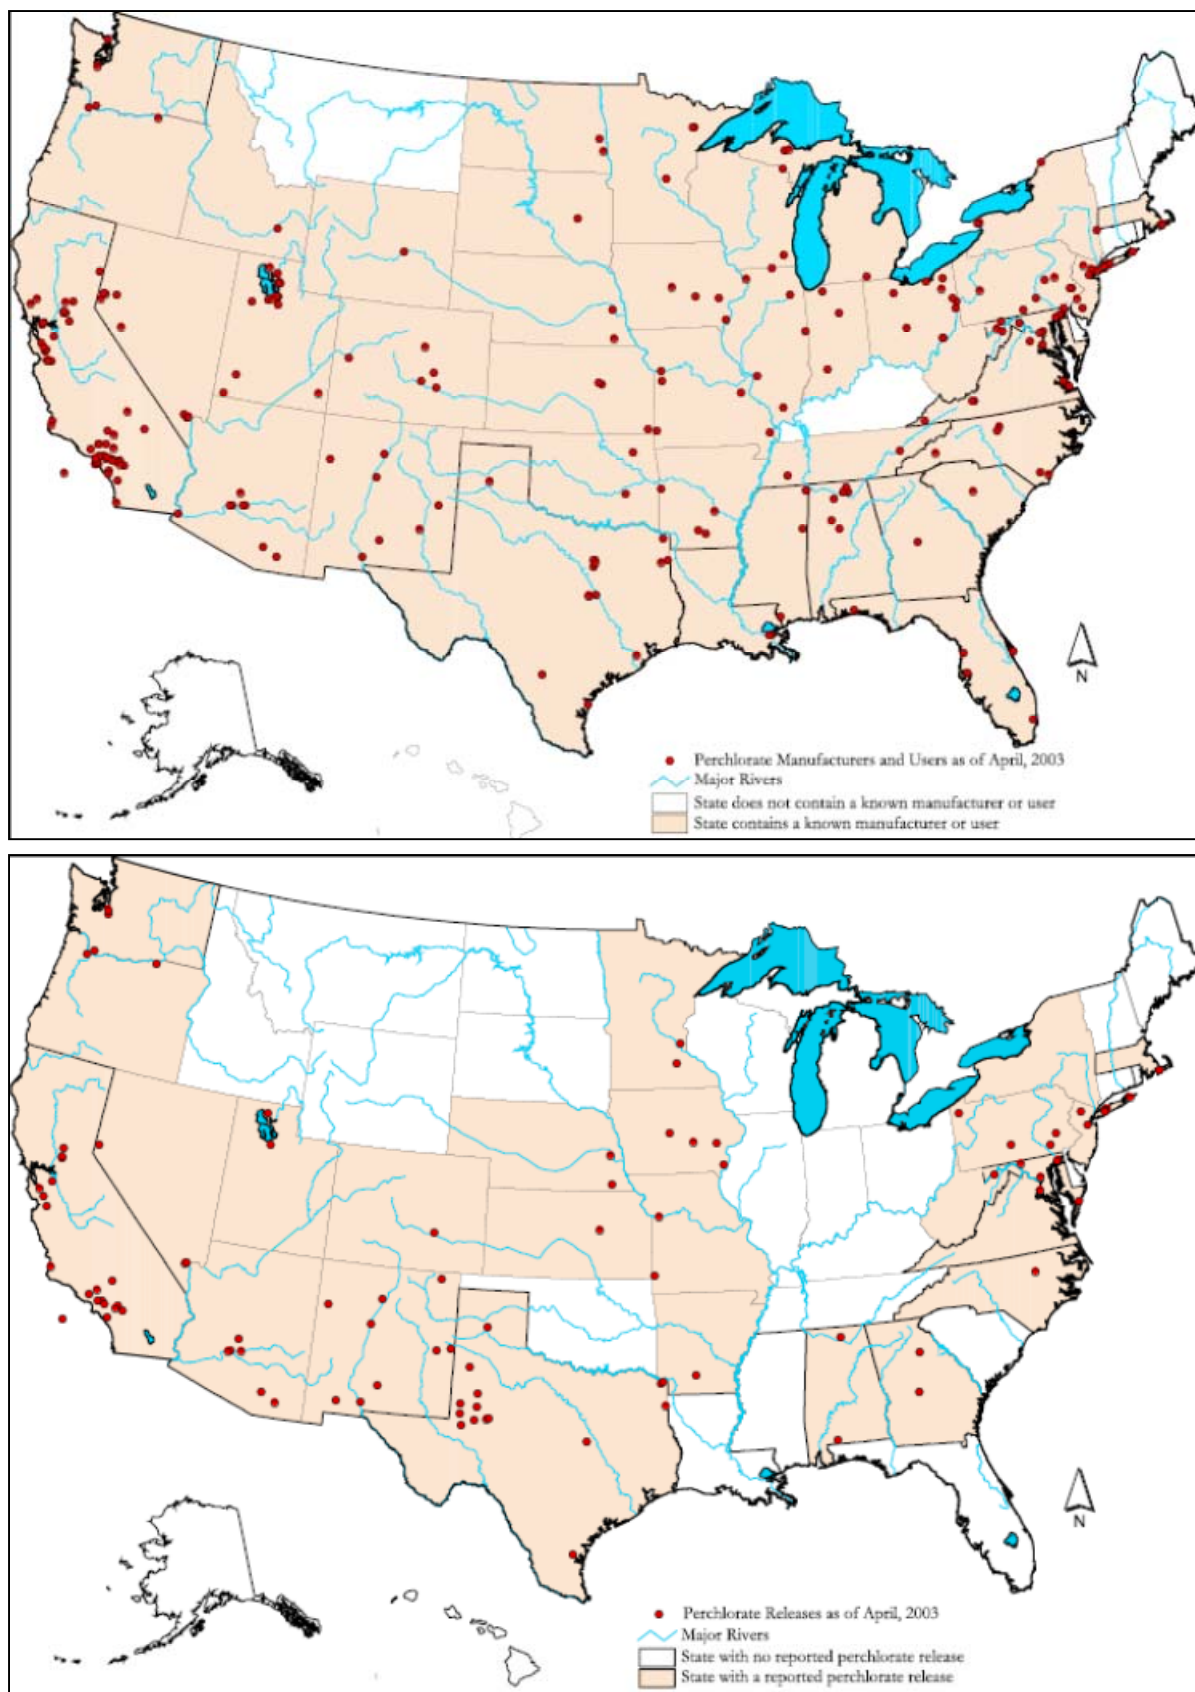 N
Perchlorate Manufacturers and Users as of April, 2003
Major Rivers
State does not contain a known manufacturer or user
State contains a known manufacturer or user
N
Perchlorate Releases as of April, 2003
Major Rivers
State with no reported perchlorate release
State with a reported perchlorate release